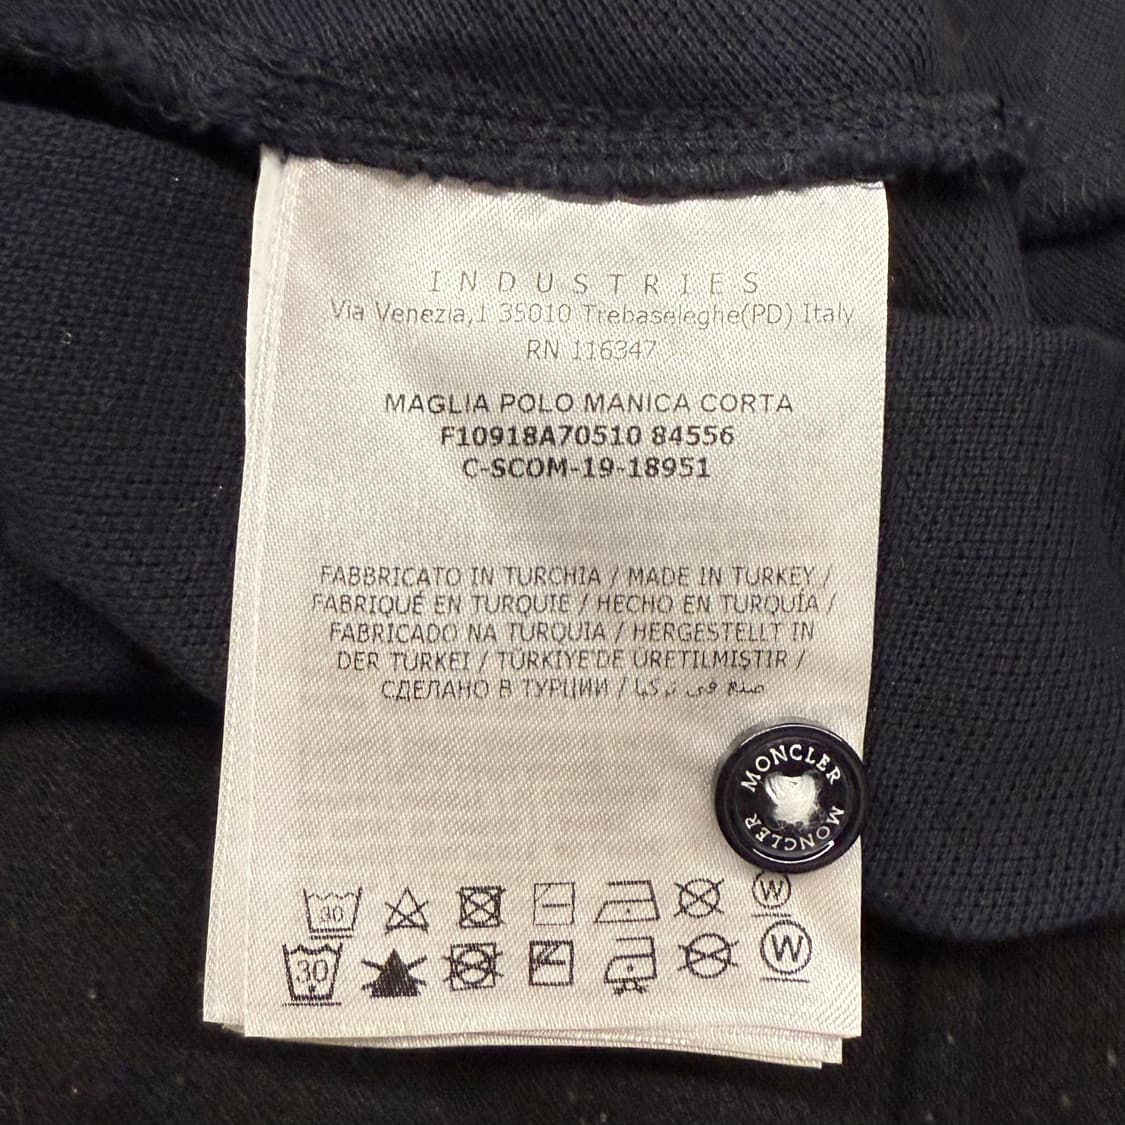 INDUSTRIES
Via Venezia,1 35010 Trebaseleghe(PD) Italy
RN 116347
MAGLIA POLO MANICA CORTA
F10918A70510 84556
C-SCOM-19-18951
FABBRICATO IN TURCHIA / MADE IN TURKEY /
FABRIQUÉ EN TURQUIE / HECHO EN TURQUÍA /
FABRICADO NA TURQUIA / HERGESTELLT IN
DER TÜRKEI / TÜRKIYE'DE ÜRETILMIŞTIR /
СДЕЛАНО В ТУРЦИИ / صنع في تركيا
MONCLER
MONCLER
30
W
30
W